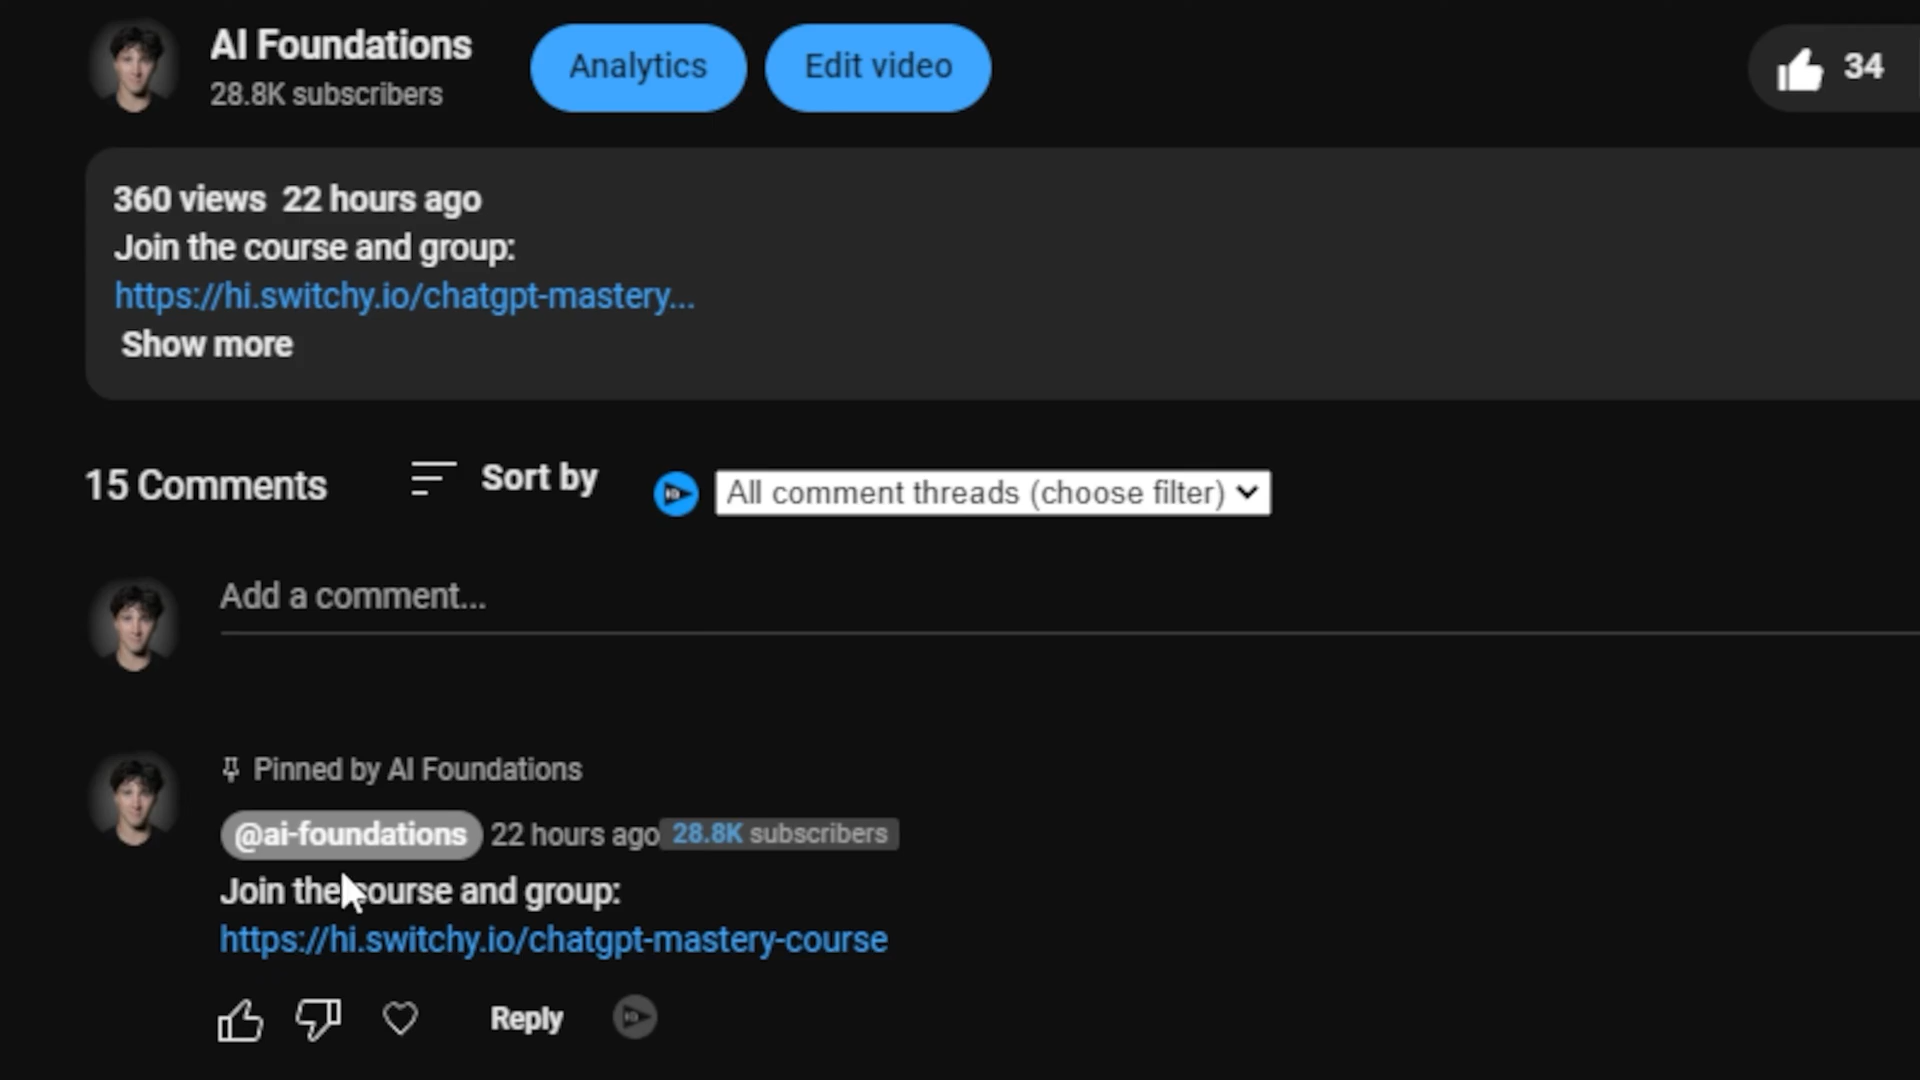 AI Foundations
28.8K subscribers
Analytics
Edit video
34
360 views 22 hours ago
Join the course and group:
https://hi.switchy.io/chatgpt-mastery...
Show more
15 Comments
Sort by
All comment threads (choose filter)
Add a comment...
Pinned by AI Foundations
@ai-foundations 22 hours ago 28.8K subscribers
Join the course and group:
https://hi.switchy.io/chatgpt-mastery-course
Reply